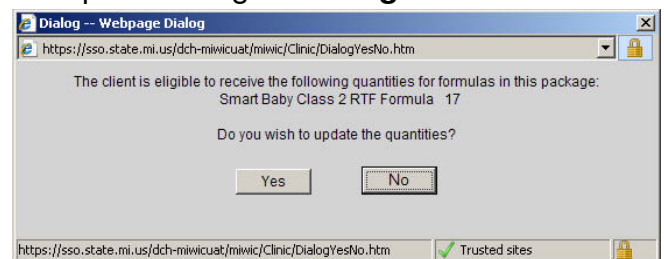 Dialog -- Webpage Dialog
https://sso.state.mi.us/dch-miwicuat/miwic/Clinic/DialogYesNo.htm
The client is eligible to receive the following quantities for formulas in this package:
Smart Baby Class 2 RTF Formula 17
Do you wish to update the quantities?
Yes No
https://sso.state.mi.us/dch-miwicuat/miwic/Clinic/DialogYesNo.htm Trusted sites